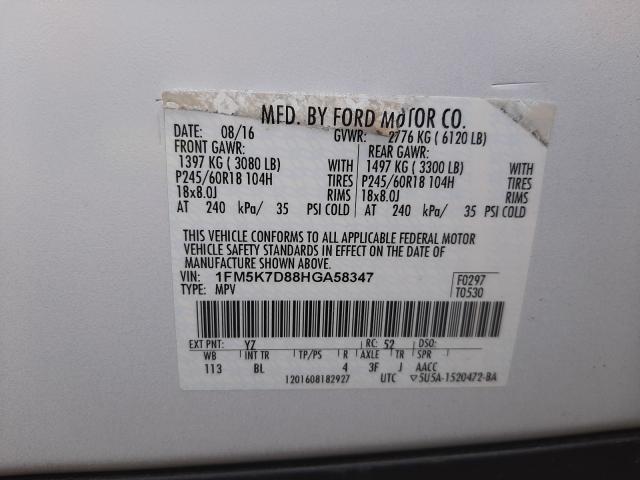 MFD. BY FORD MOTOR CO.
DATE: 08/16 GVWR: 2776 KG ( 6120 LB)
FRONT GAWR: REAR GAWR:
1397 KG ( 3080 LB) WITH 1497 KG ( 3300 LB) WITH
P245/60R18 104H TIRES P245/60R18 104H TIRES
18x8.0J RIMS 18x8.0J RIMS
AT 240 kPa/ 35 PSI COLD AT 240 kPa/ 35 PSI COLD
THIS VEHICLE CONFORMS TO ALL APPLICABLE FEDERAL MOTOR
VEHICLE SAFETY STANDARDS IN EFFECT ON THE DATE OF
MANUFACTURE SHOWN ABOVE.
VIN: 1FM5K7D88HGA58347 F0297
TYPE: MPV T0530
EXT PNT: YZ RC: 52 DSO:
WB INT TR TP/PS R AXLE TR SPR
113 BL 4 3F J AACC
1201608182927 UTC ▽5U5A-1520472-BA